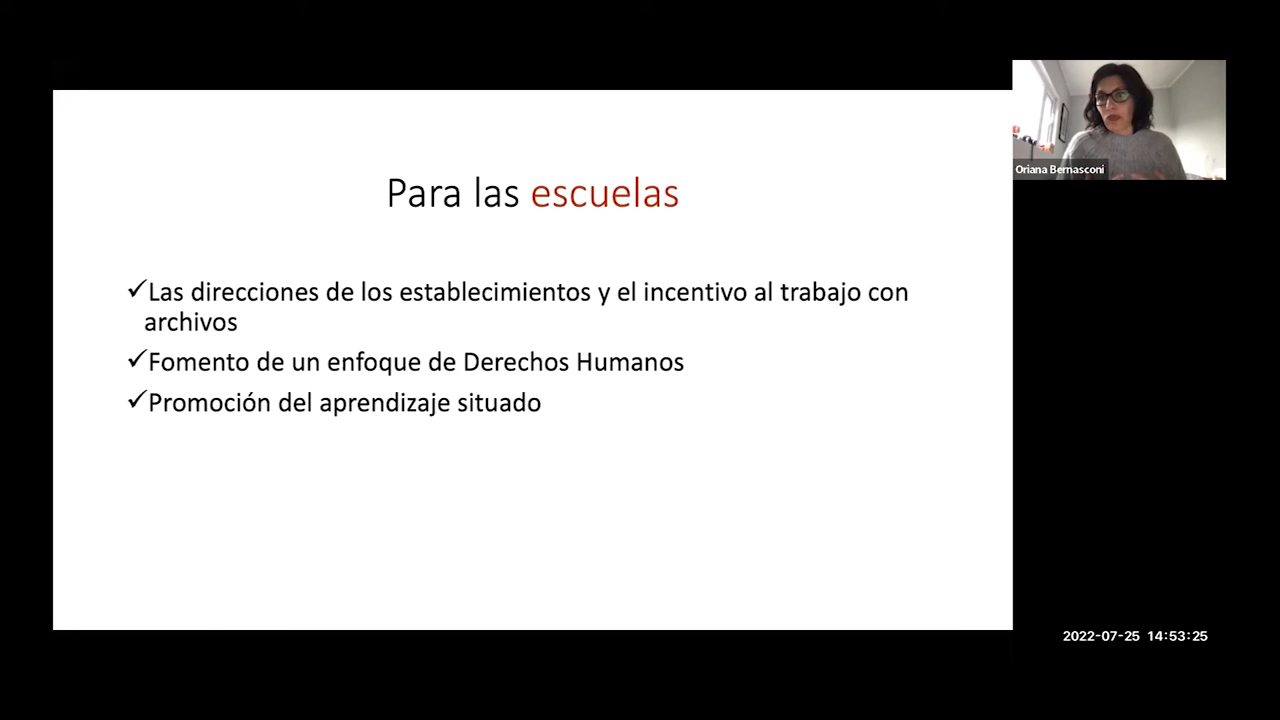 Para las escuelas
✓Las direcciones de los establecimientos y el incentivo al trabajo con
archivos
✓Fomento de un enfoque de Derechos Humanos
✓Promoción del aprendizaje situado
Oriana Bernasconi
2022-07-25 14:53:25